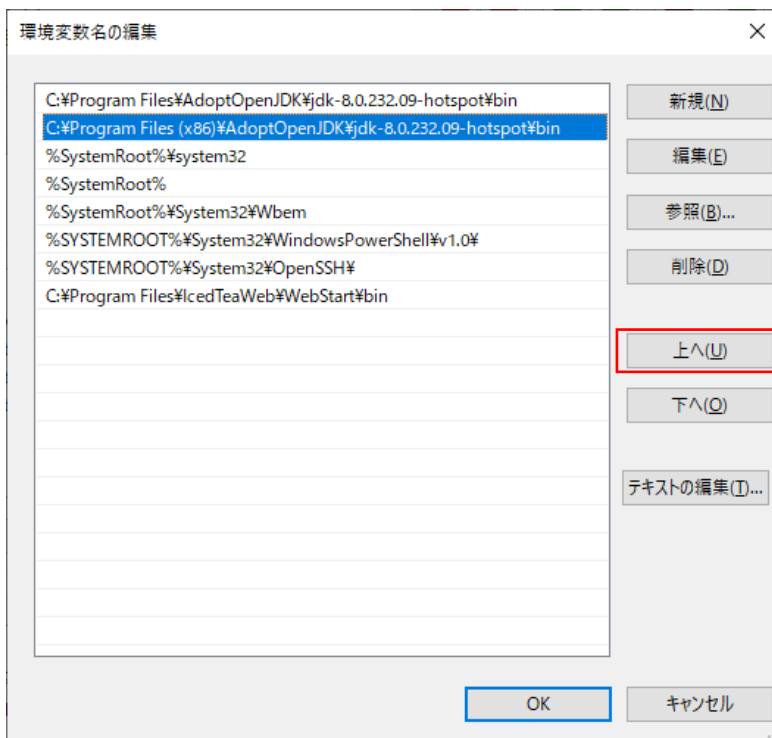 環境変数名の編集
C:¥Program Files¥AdoptOpenJDK¥jdk-8.0.232.09-hotspot¥bin
C:¥Program Files (x86)¥AdoptOpenJDK¥jdk-8.0.232.09-hotspot¥bin
%SystemRoot%¥system32
%SystemRoot%
%SystemRoot%¥System32¥Wbem
%SYSTEMROOT%¥System32¥WindowsPowerShell¥v1.0¥
%SYSTEMROOT%¥System32¥OpenSSH¥
C:¥Program Files¥IcedTeaWeb¥WebStart¥bin
新規(N)
編集(E)
参照(B)...
削除(D)
上へ(U)
下へ(O)
テキストの編集(T)...
OK
キャンセル